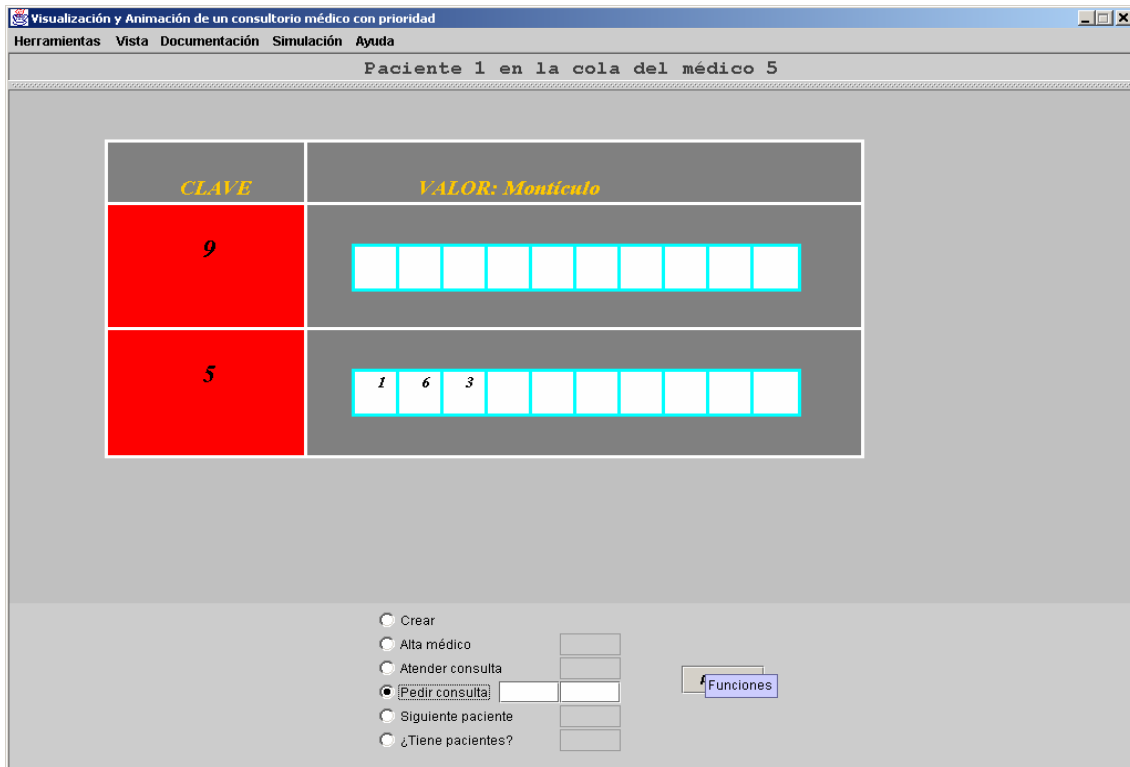 Visualización y Animación de un consultorio médico con prioridad
Herramientas Vista Documentación Simulación Ayuda
Paciente 1 en la cola del médico 5
CLAVE VALOR: Montículo
9
5 1 6 3
Crear
Alta médico
Atender consulta
Pedir consulta
Funciones
Siguiente paciente
¿Tiene pacientes?